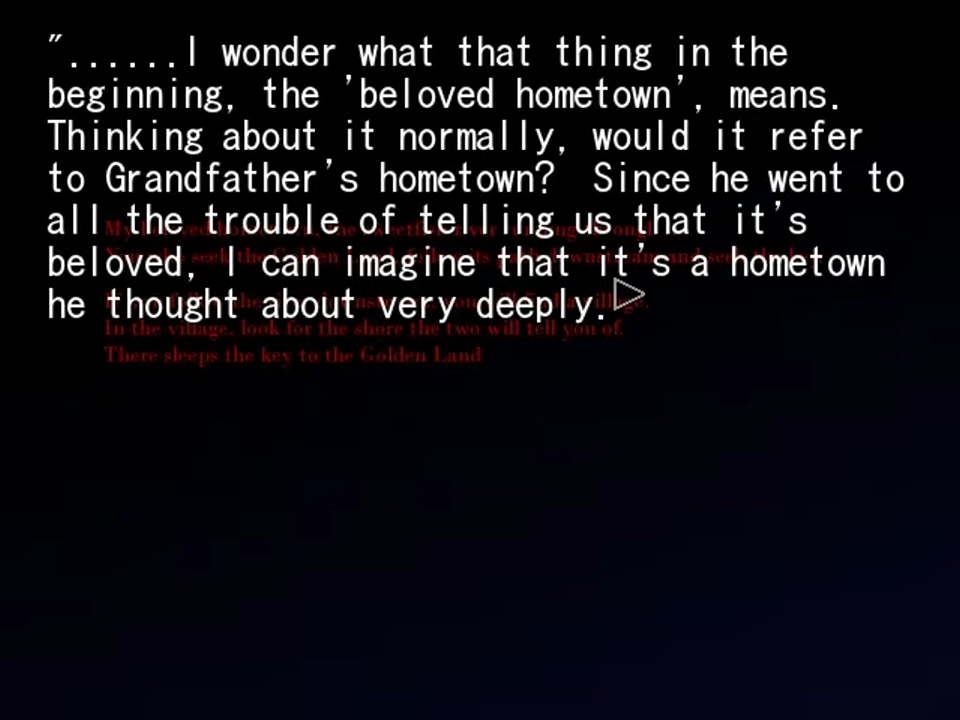 "......I wonder what that thing in the
beginning, the 'beloved hometown', means.
Thinking about it normally, would it refer
to Grandfather's hometown?  Since he went to
all the trouble of telling us that it's
beloved, I can imagine that it's a hometown
he thought about very deeply.
In the village, look for the shore the two will tell you of.
There sleeps the key to the Golden Land